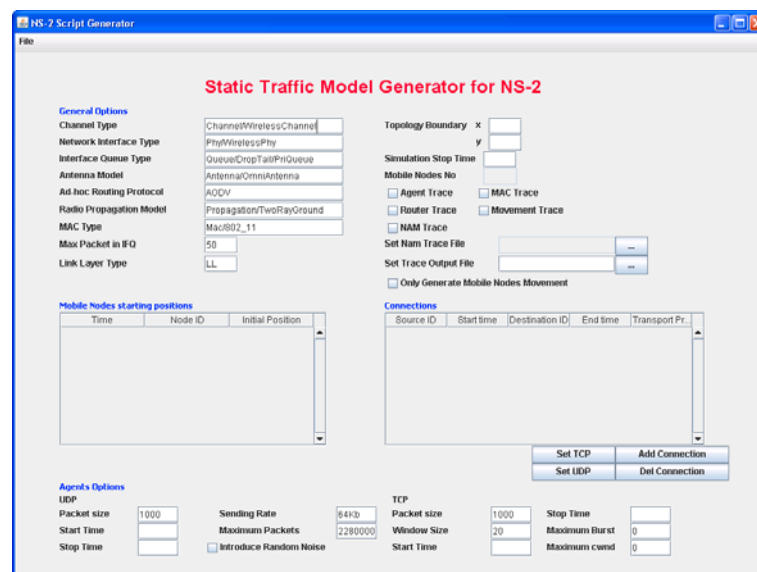 NS-2 Script Generator
File
Static Traffic Model Generator for NS-2
General Options
Channel Type Channel/WirelessChannel
Network Interface Type Phy/WirelessPhy
Interface Queue Type Queue/DropTail/PriQueue
Antenna Model Antenna/OmniAntenna
Ad-hoc Routing Protocol AODV
Radio Propagation Model Propagation/TwoRayGround
MAC Type Mac/802_11
Max Packet in IFQ 50
Link Layer Type LL
Topology Boundary x
y
Simulation Stop Time
Mobile Nodes No
Agent Trace MAC Trace
Router Trace Movement Trace
NAM Trace
Set Nam Trace File ...
Set Trace Output File ...
Only Generate Mobile Nodes Movement
Mobile Nodes starting positions
Time Node ID Initial Position
Connections
Source ID Start time Destination ID End time Transport Pr...
Set TCP Add Connection
Set UDP Del Connection
Agents Options
UDP
Packet size 1000 Sending Rate 64Kb
Start Time Maximum Packets 2280000
Stop Time Introduce Random Noise
TCP
Packet size 1000 Stop Time
Window Size 20 Maximum Burst 0
Start Time Maximum cwnd 0